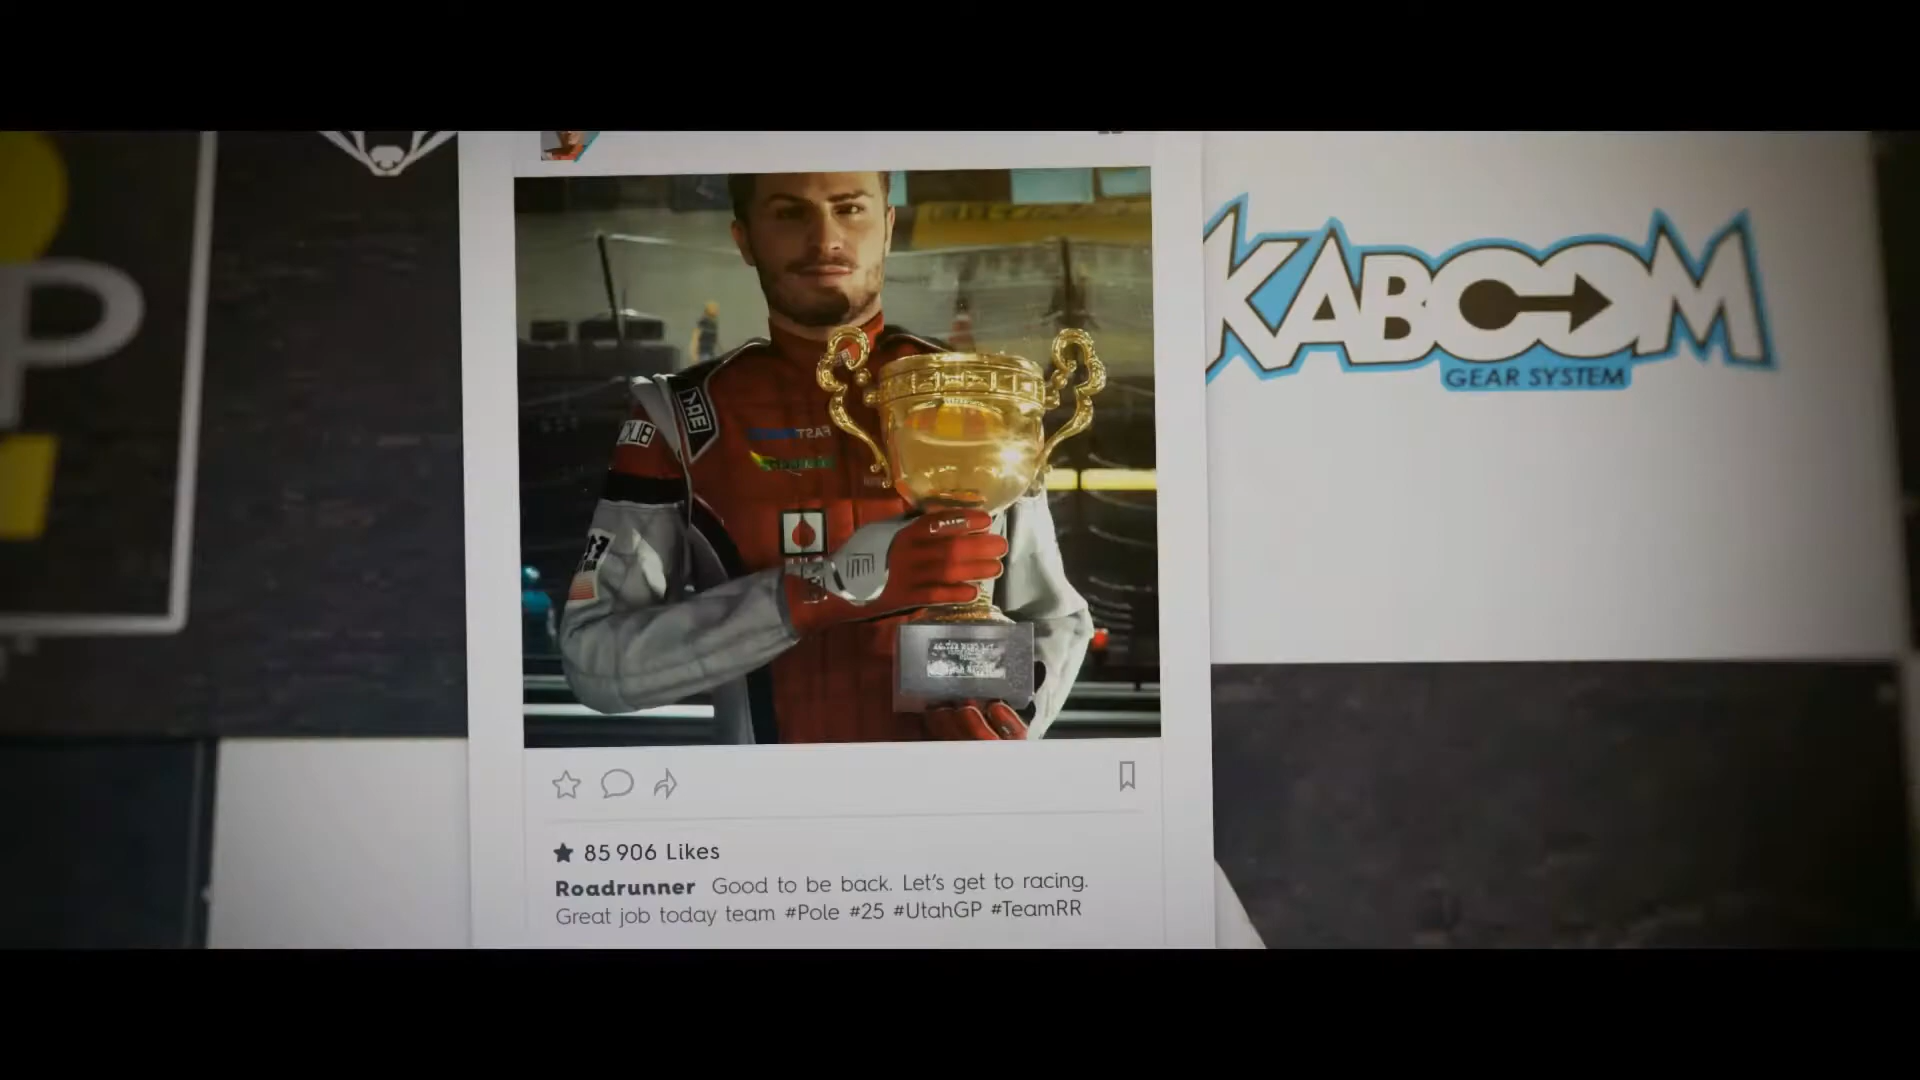 P
KABOOM
GEAR SYSTEM
85 906 Likes
Roadrunner Good to be back. Let's get to racing.
Great job today team #Pole #25 #UtahGP #TeamRR